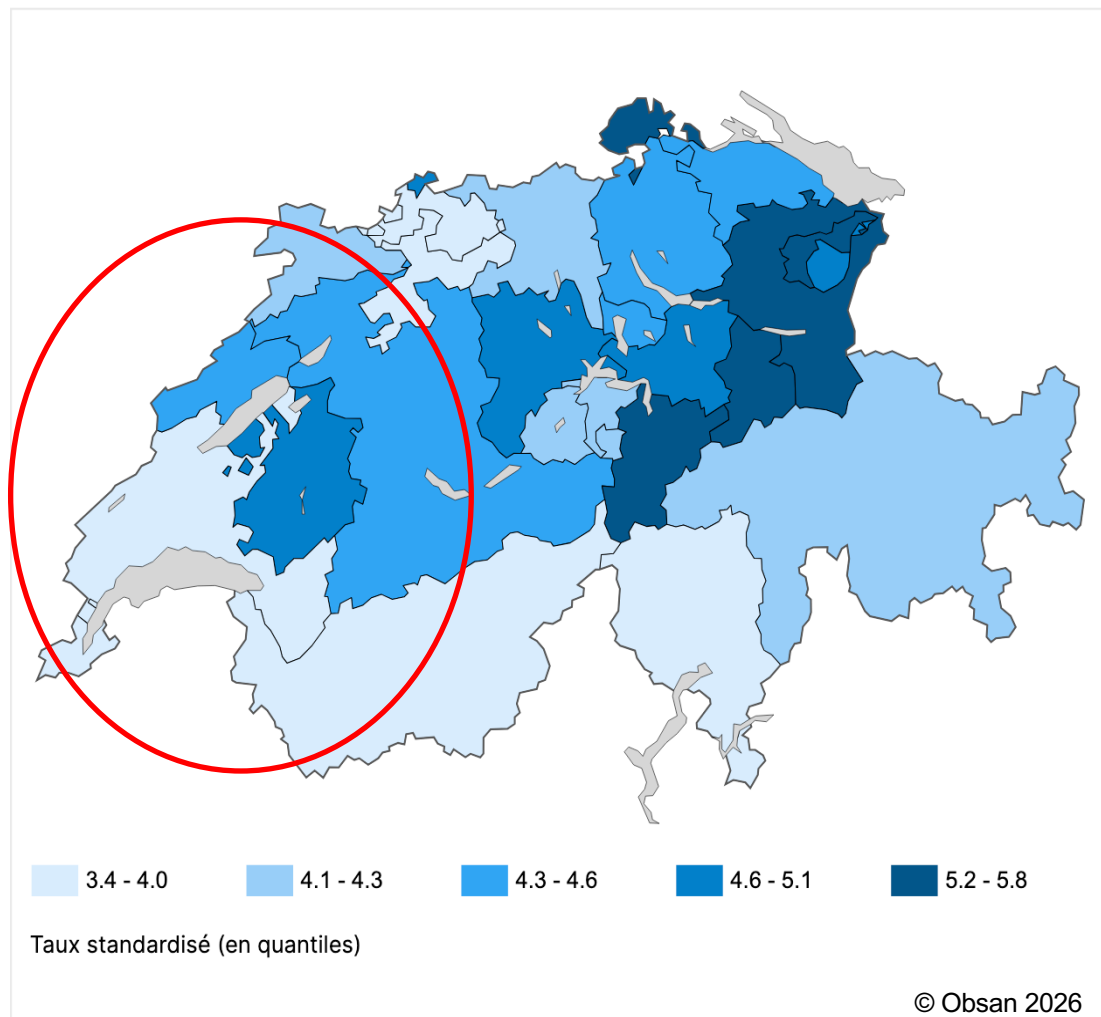 3.4 - 4.0 4.1 - 4.3 4.3 - 4.6 4.6 - 5.1 5.2 - 5.8
Taux standardisé (en quantiles)
© Obsan 2026